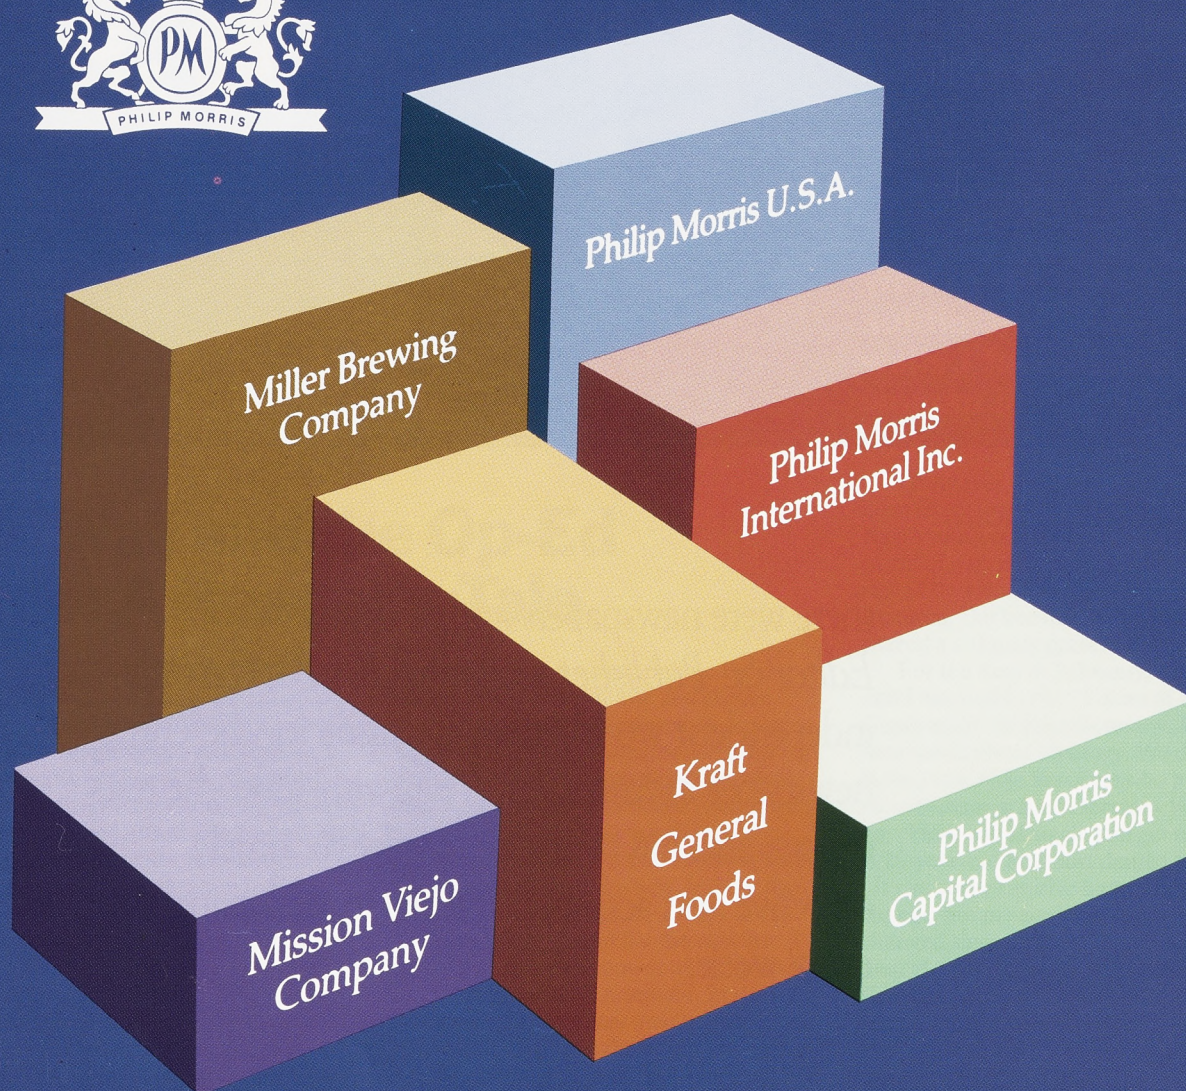 PM
PHILIP MORRIS
Philip Morris U.S.A.
Miller Brewing
Company
Philip Morris
International Inc.
Kraft
General
Foods
Philip Morris
Capital Corporation
Mission Viejo
Company